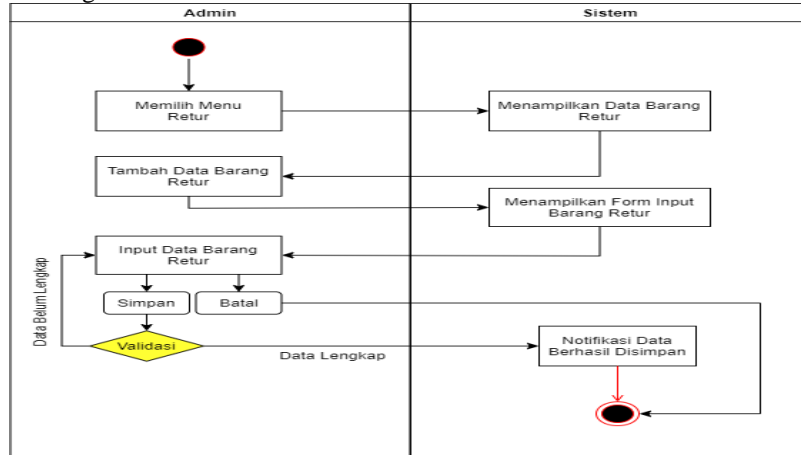 Admin
Sistem
Memilih Menu
Retur
Menampilkan Data Barang
Retur
Tambah Data Barang
Retur
Menampilkan Form Input
Barang Retur
Input Data Barang
Retur
Data Belum Lengkap
Simpan
Batal
Validasi
Data Lengkap
Notifikasi Data
Berhasil Disimpan